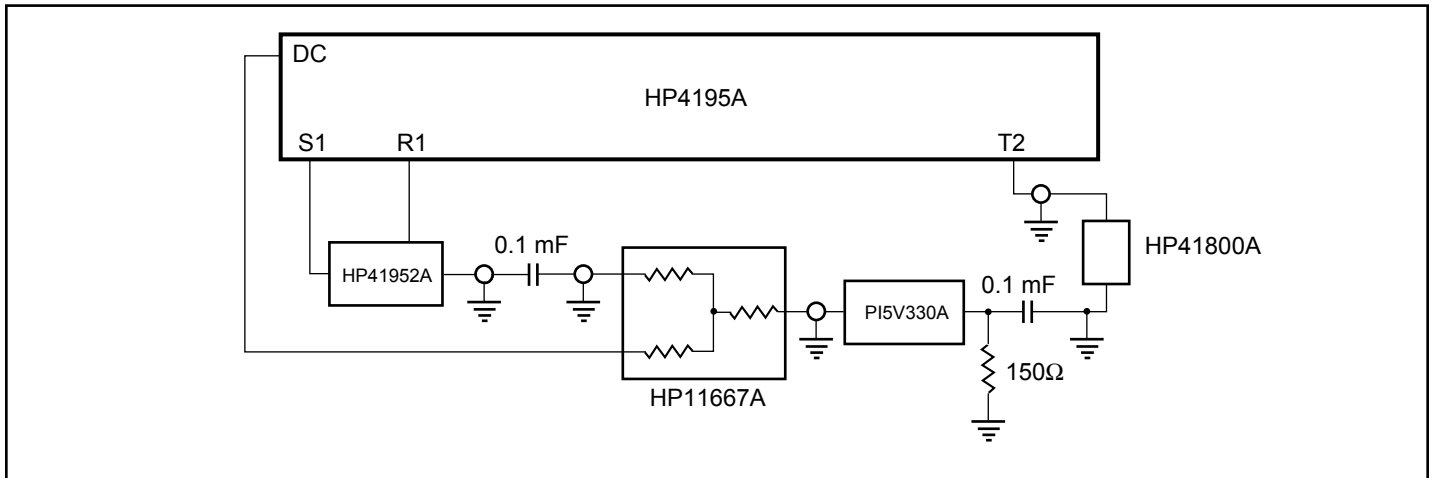 DC
HP4195A
S1 R1 T2
HP41800A
0.1 mF 0.1 mF
HP41952A
PI5V330A
150Ω
HP11667A